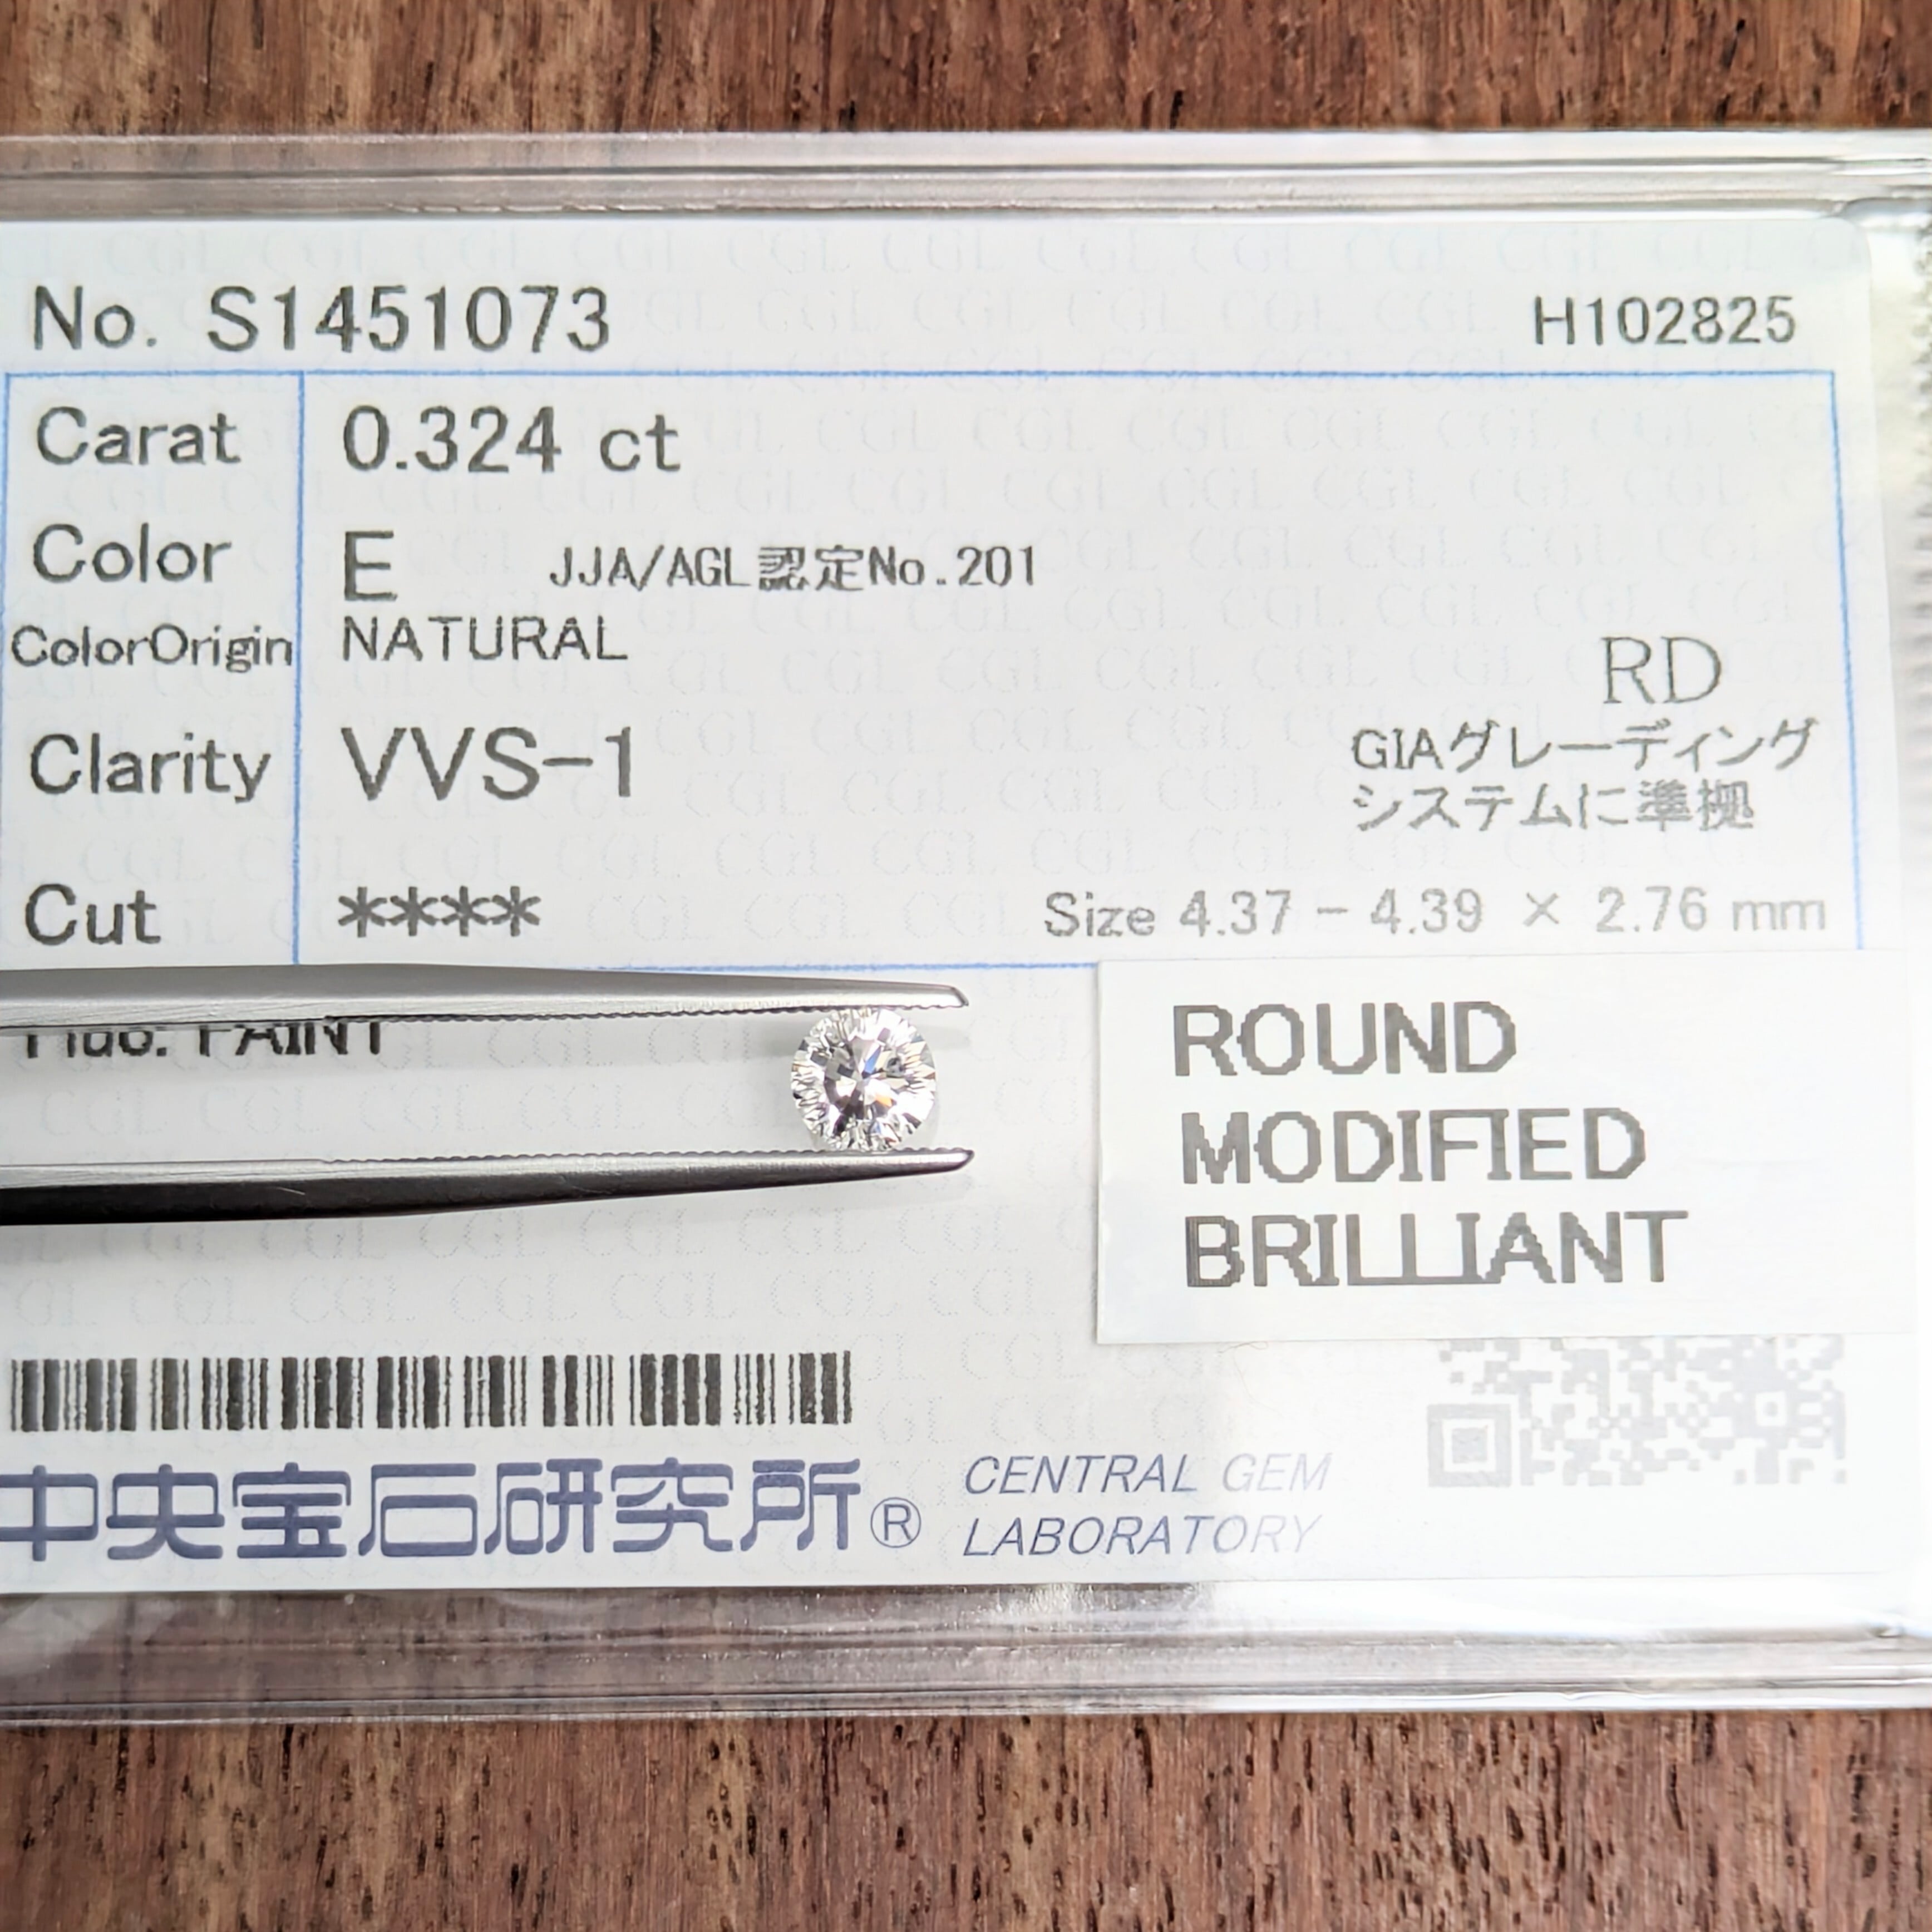 No. S1451073 H102825
Carat 0.324 ct
Color E JJA/AGL認定No.201
ColorOrigin NATURAL
RD
Clarity VVS-1
GIAグレーディング
システムに準拠
Cut ****
Size 4.37 - 4.39 × 2.76 mm
Fluo. FAINT
ROUND
MODIFIED
BRILLIANT
中央宝石研究所® CENTRAL GEM
LABORATORY